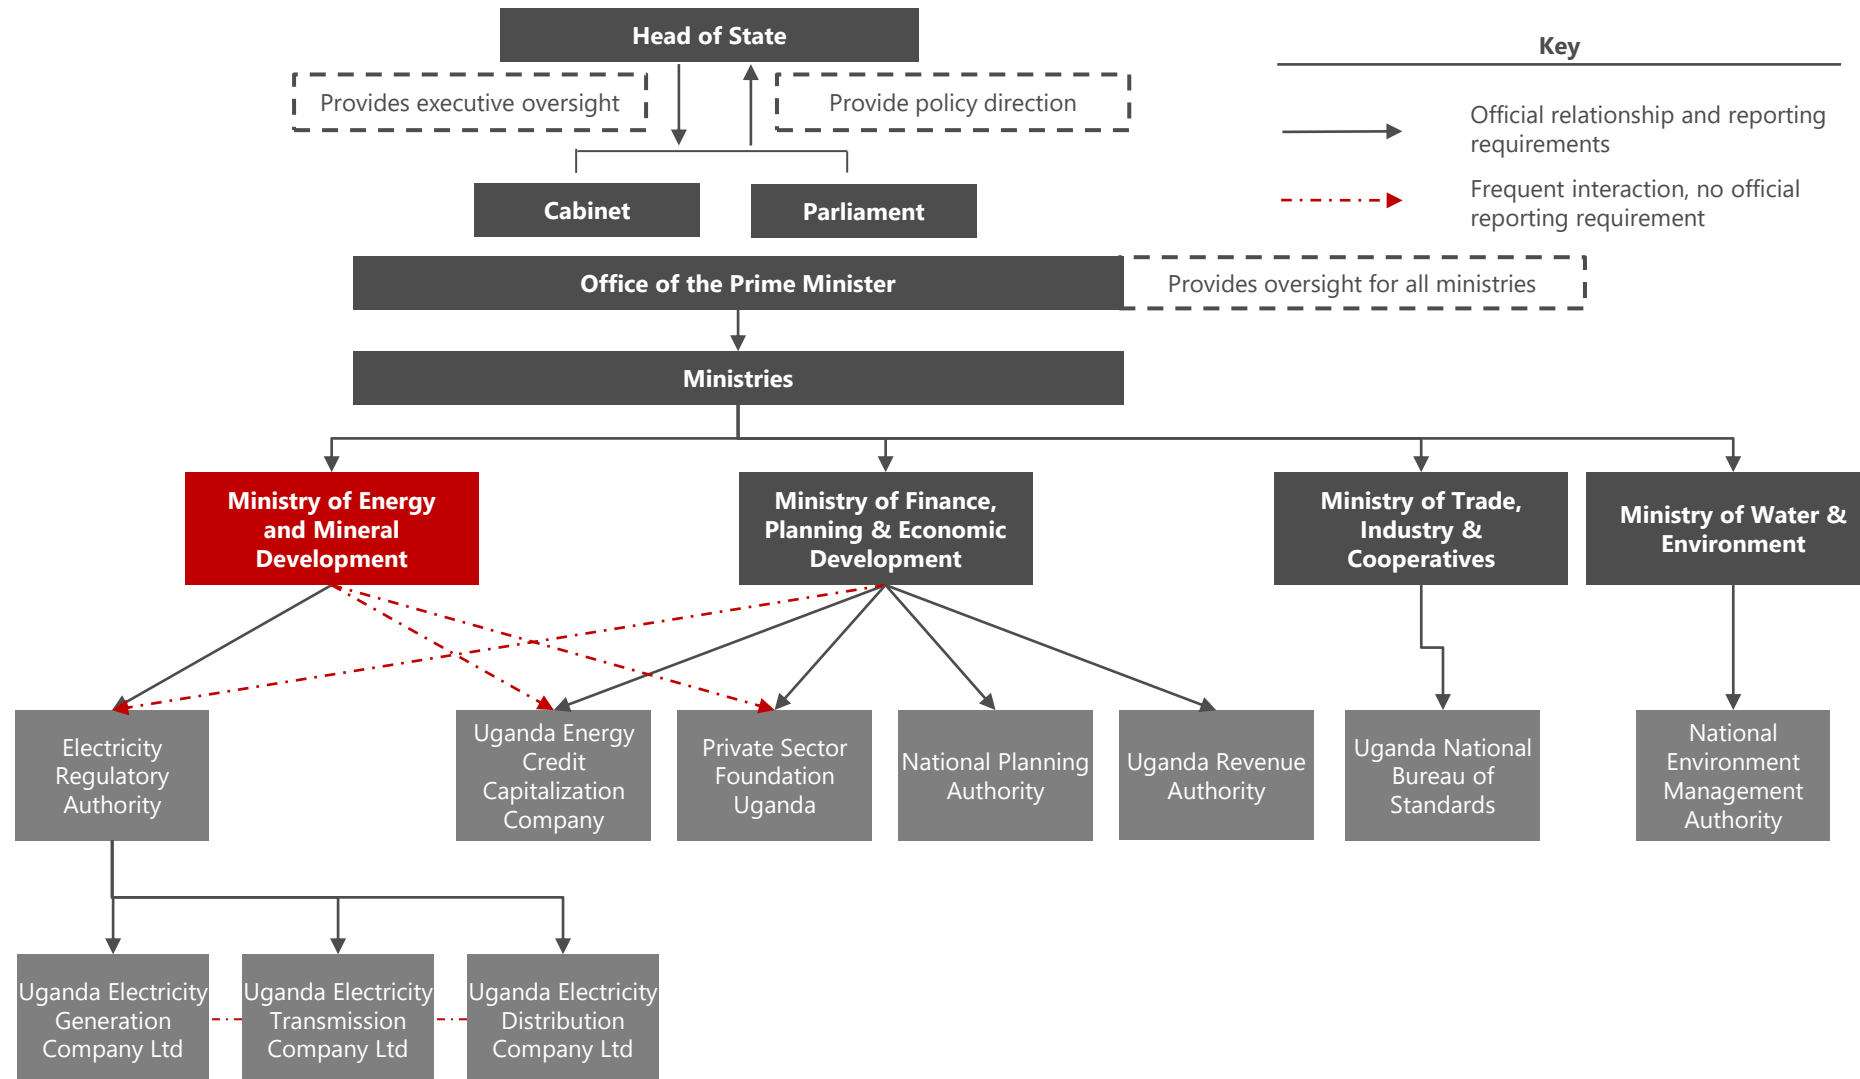 Head of State
Key
Provides executive oversight
Provide policy direction
Official relationship and reporting
requirements
Frequent interaction, no official
reporting requirement
Cabinet
Parliament
Office of the Prime Minister
Provides oversight for all ministries
Ministries
Ministry of Energy
and Mineral
Development
Ministry of Finance,
Planning & Economic
Development
Ministry of Trade,
Industry &
Cooperatives
Ministry of Water &
Environment
Electricity
Regulatory
Authority
Uganda Energy
Credit
Capitalization
Company
Private Sector
Foundation
Uganda
National Planning
Authority
Uganda Revenue
Authority
Uganda National
Bureau of
Standards
National
Environment
Management
Authority
Uganda Electricity
Generation
Company Ltd
Uganda Electricity
Transmission
Company Ltd
Uganda Electricity
Distribution
Company Ltd